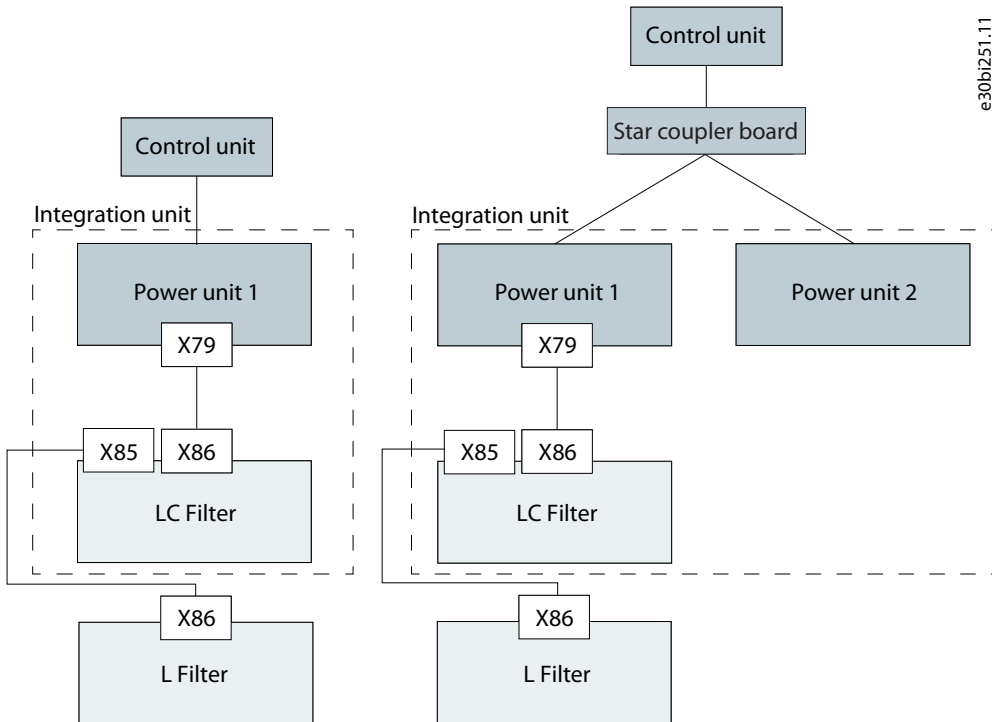 Control unit
Integration unit
Power unit 1
X79
X85
X86
LC Filter
X86
L Filter
Control unit
Star coupler board
Integration unit
Power unit 1
Power unit 2
X79
X85
X86
LC Filter
X86
L Filter
e30bi251.11